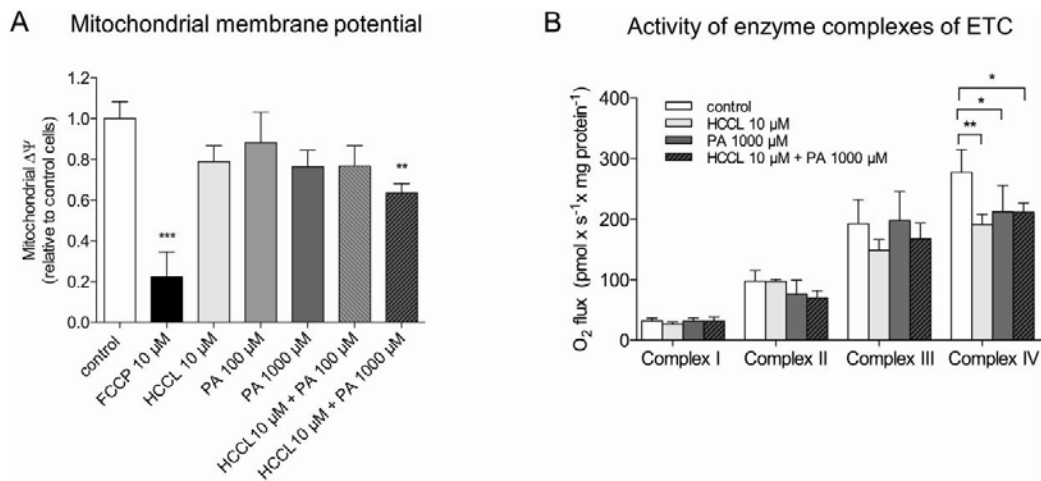 A Mitochondrial membrane potential
Mitochondrial ΔΨ
(relative to control cells)
1.2
1.0
0.8
0.6
0.4
0.2
0.0
***
**
control
FCCP 10 µM
HCCL 10 µM
PA 100 µM
PA 1000 µM
HCCL10 µM + PA 100 µM
HCCL 10 µM + PA 1000 µM
B Activity of enzyme complexes of ETC
O₂ flux (pmol x s⁻¹x mg protein⁻¹)
400
300
200
100
0
control
HCCL 10 µM
PA 1000 µM
HCCL 10 µM + PA 1000 µM
*
*
**
Complex I
Complex II
Complex III
Complex IV